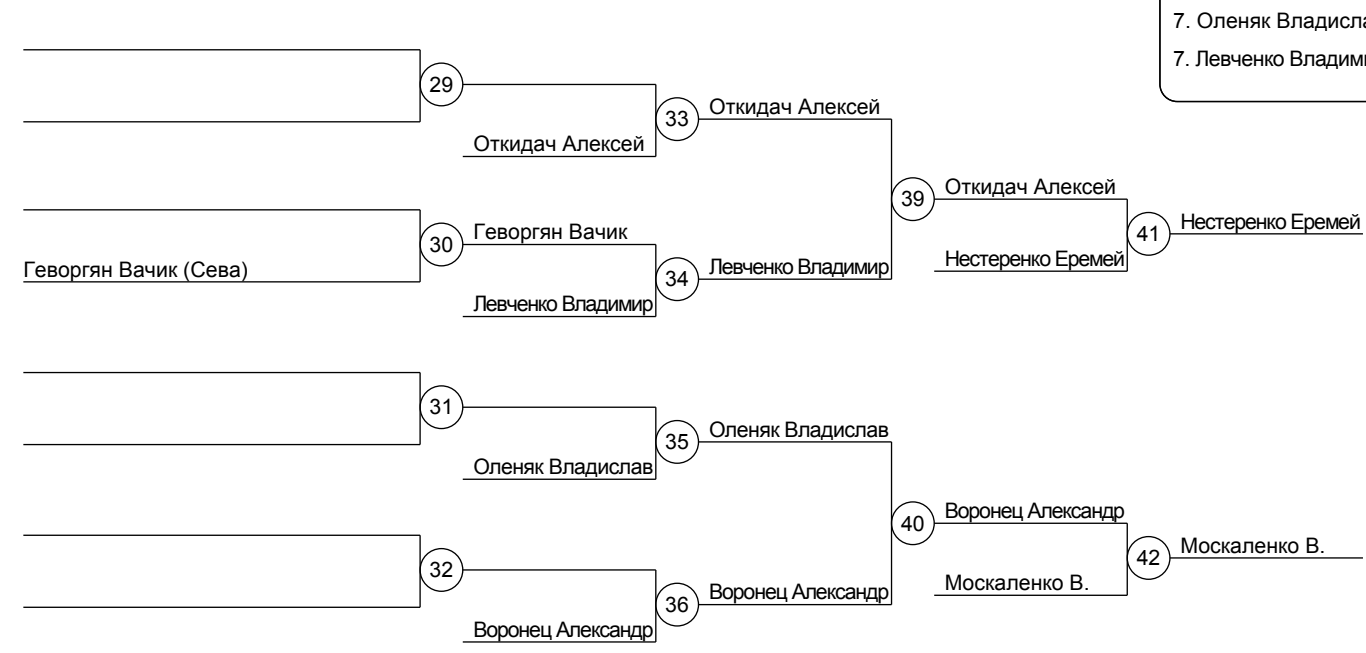 7. Оленяк Владисла
7. Левченко Владим
29
Откидач Алексей
33
Откидач Алексей
Геворгян Вачик (Сева)
30
Геворгян Вачик
Левченко Владимир
34
Левченко Владимир
39
Откидач Алексей
Нестеренко Еремей
41
Нестеренко Еремей
31
Оленяк Владислав
35
Оленяк Владислав
32
Воронец Александр
36
Воронец Александр
40
Воронец Александр
Москаленко В.
42
Москаленко В.